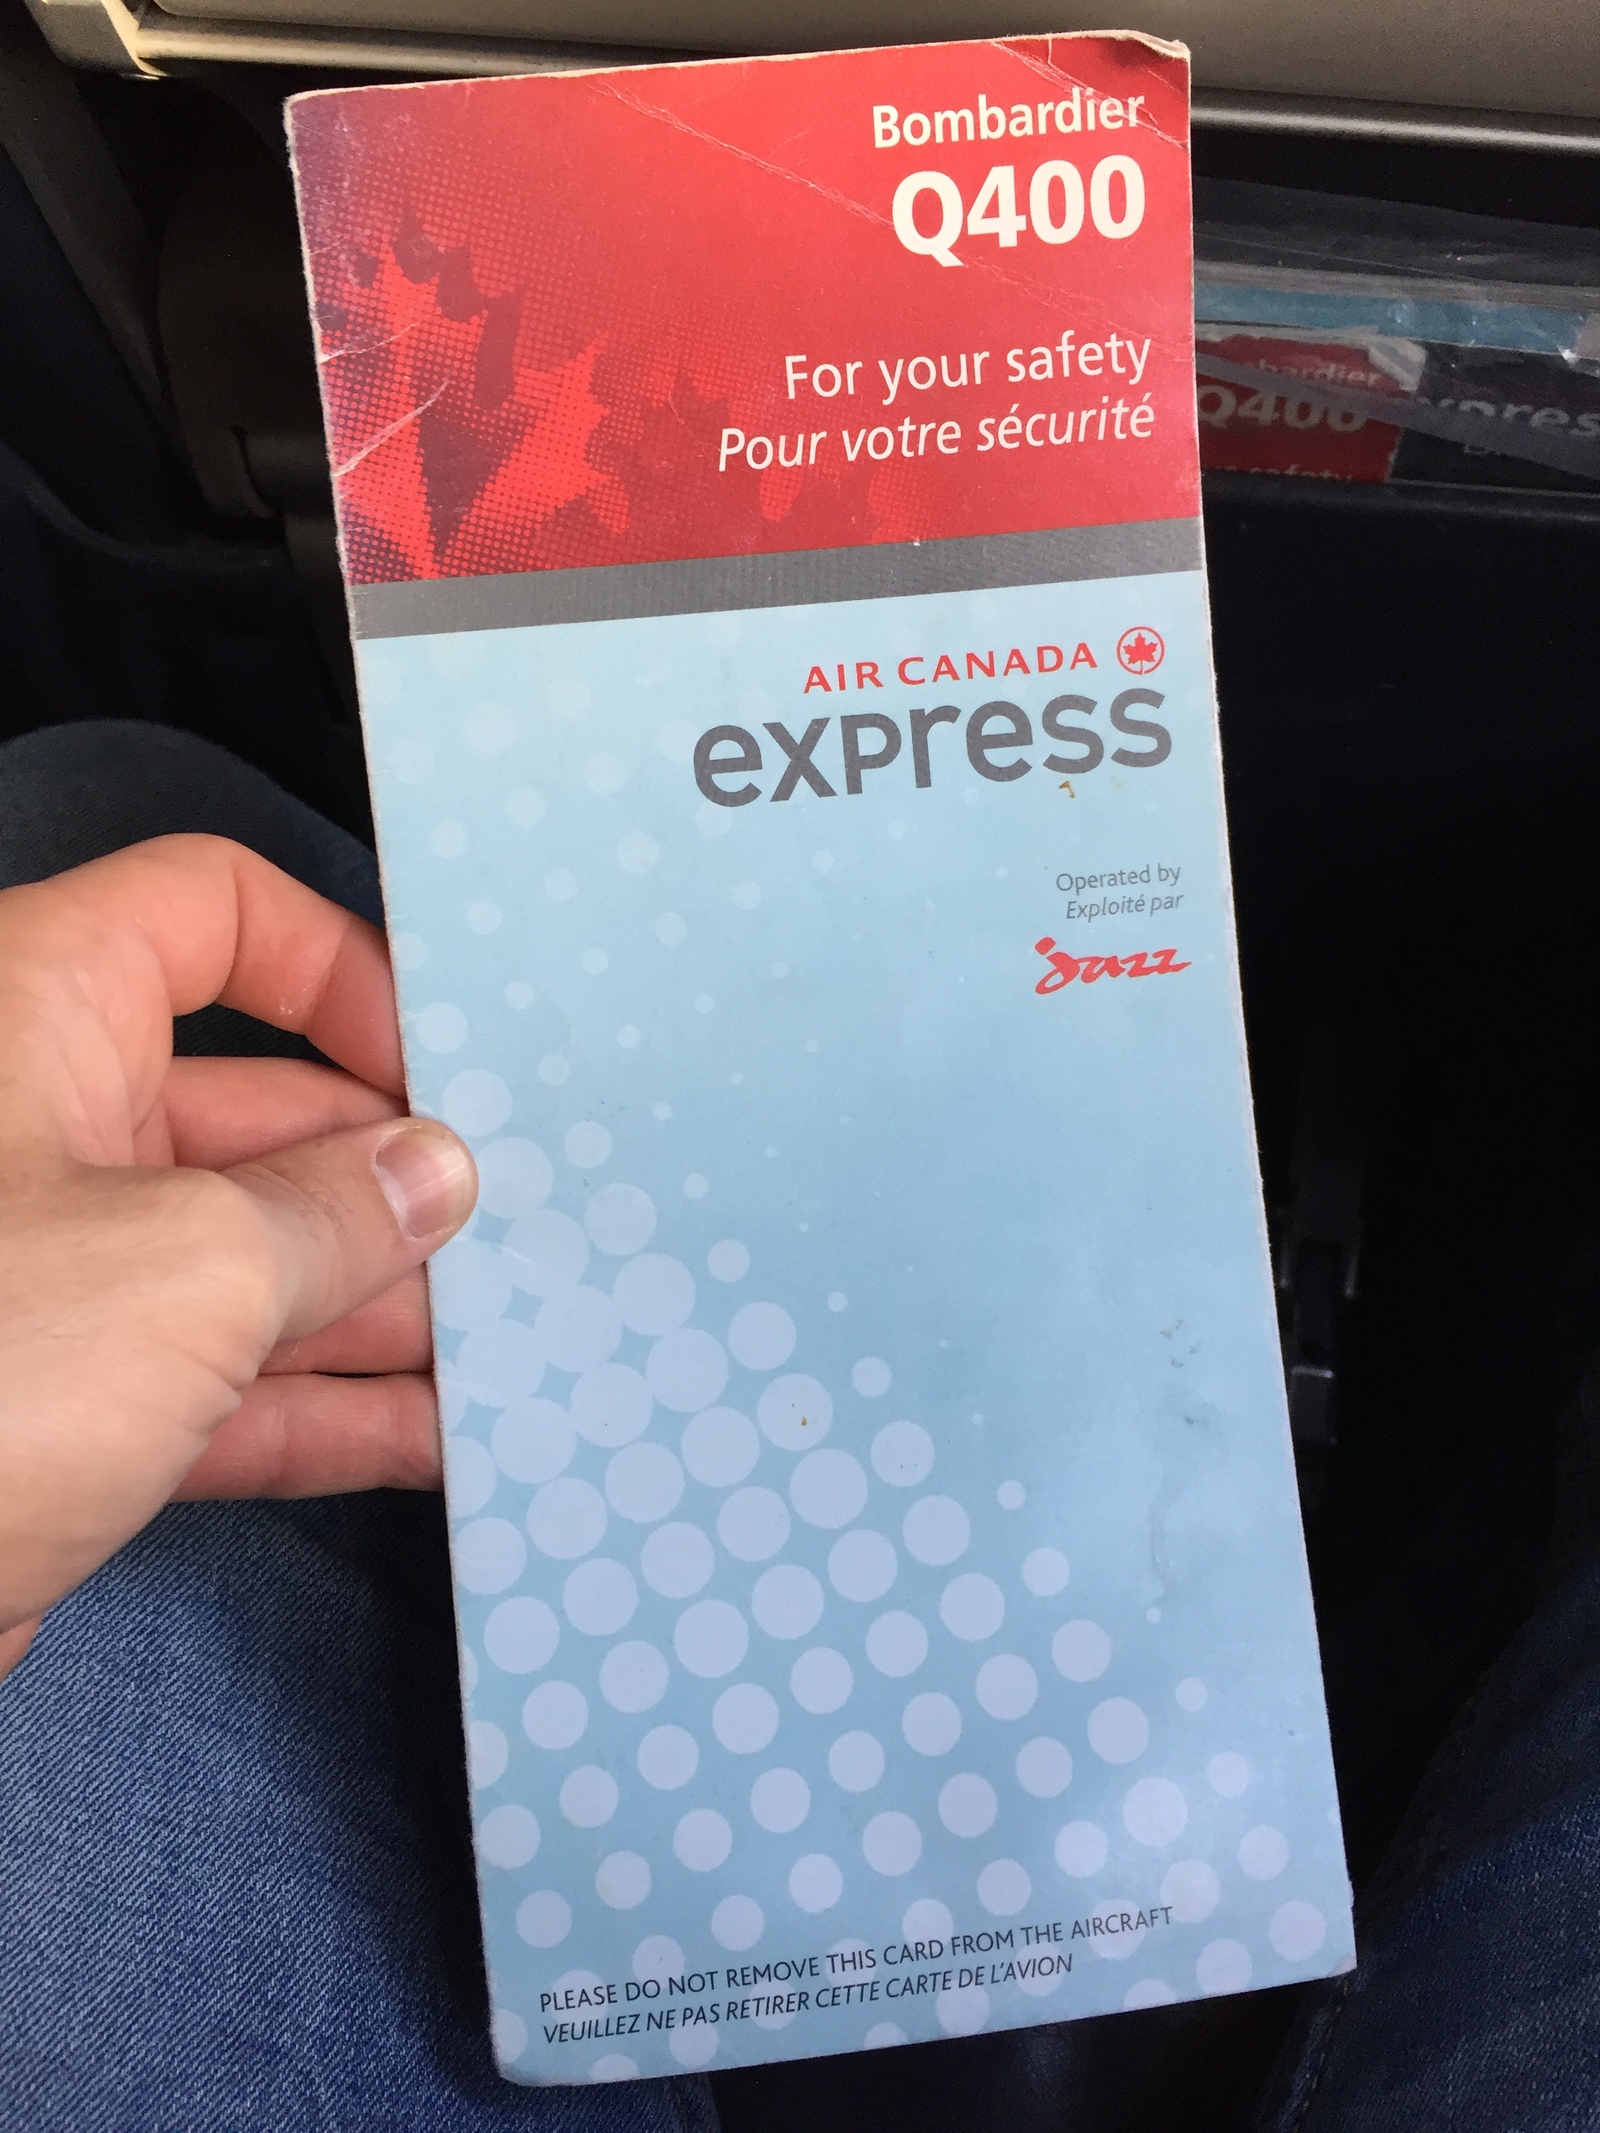 Bombardier
Q400
For your safety
Pour votre sécurité
AIR CANADA
express
Operated by
Exploité par
Jazz
PLEASE DO NOT REMOVE THIS CARD FROM THE AIRCRAFT
VEUILLEZ NE PAS RETIRER CETTE CARTE DE L'AVION
Q400